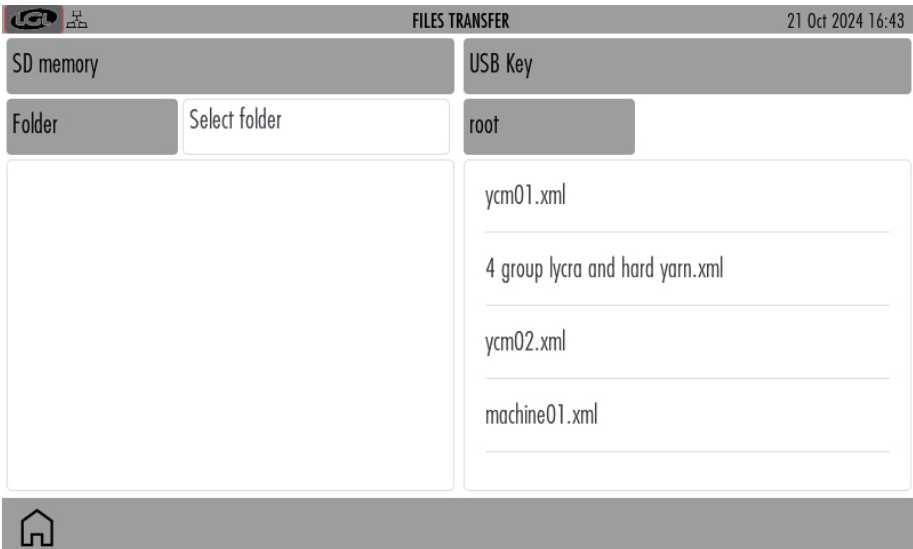 LGL
FILES TRANSFER
21 Oct 2024 16:43
SD memory
USB Key
Folder
Select folder
root
ycm01.xml
4 group lycra and hard yarn.xml
ycm02.xml
machine01.xml